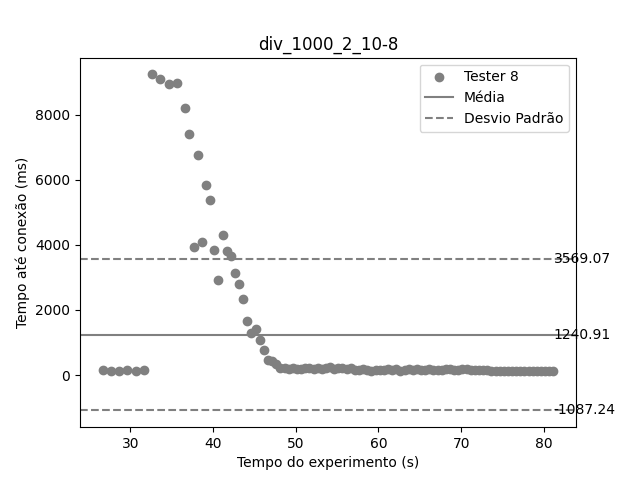 div_1000_2_10-8
Tester 8
Média
Desvio Padrão
Tempo até conexão (ms)
8000
6000
4000
2000
0
3569.07
1240.91
-1087.24
30 40 50 60 70 80
Tempo do experimento (s)